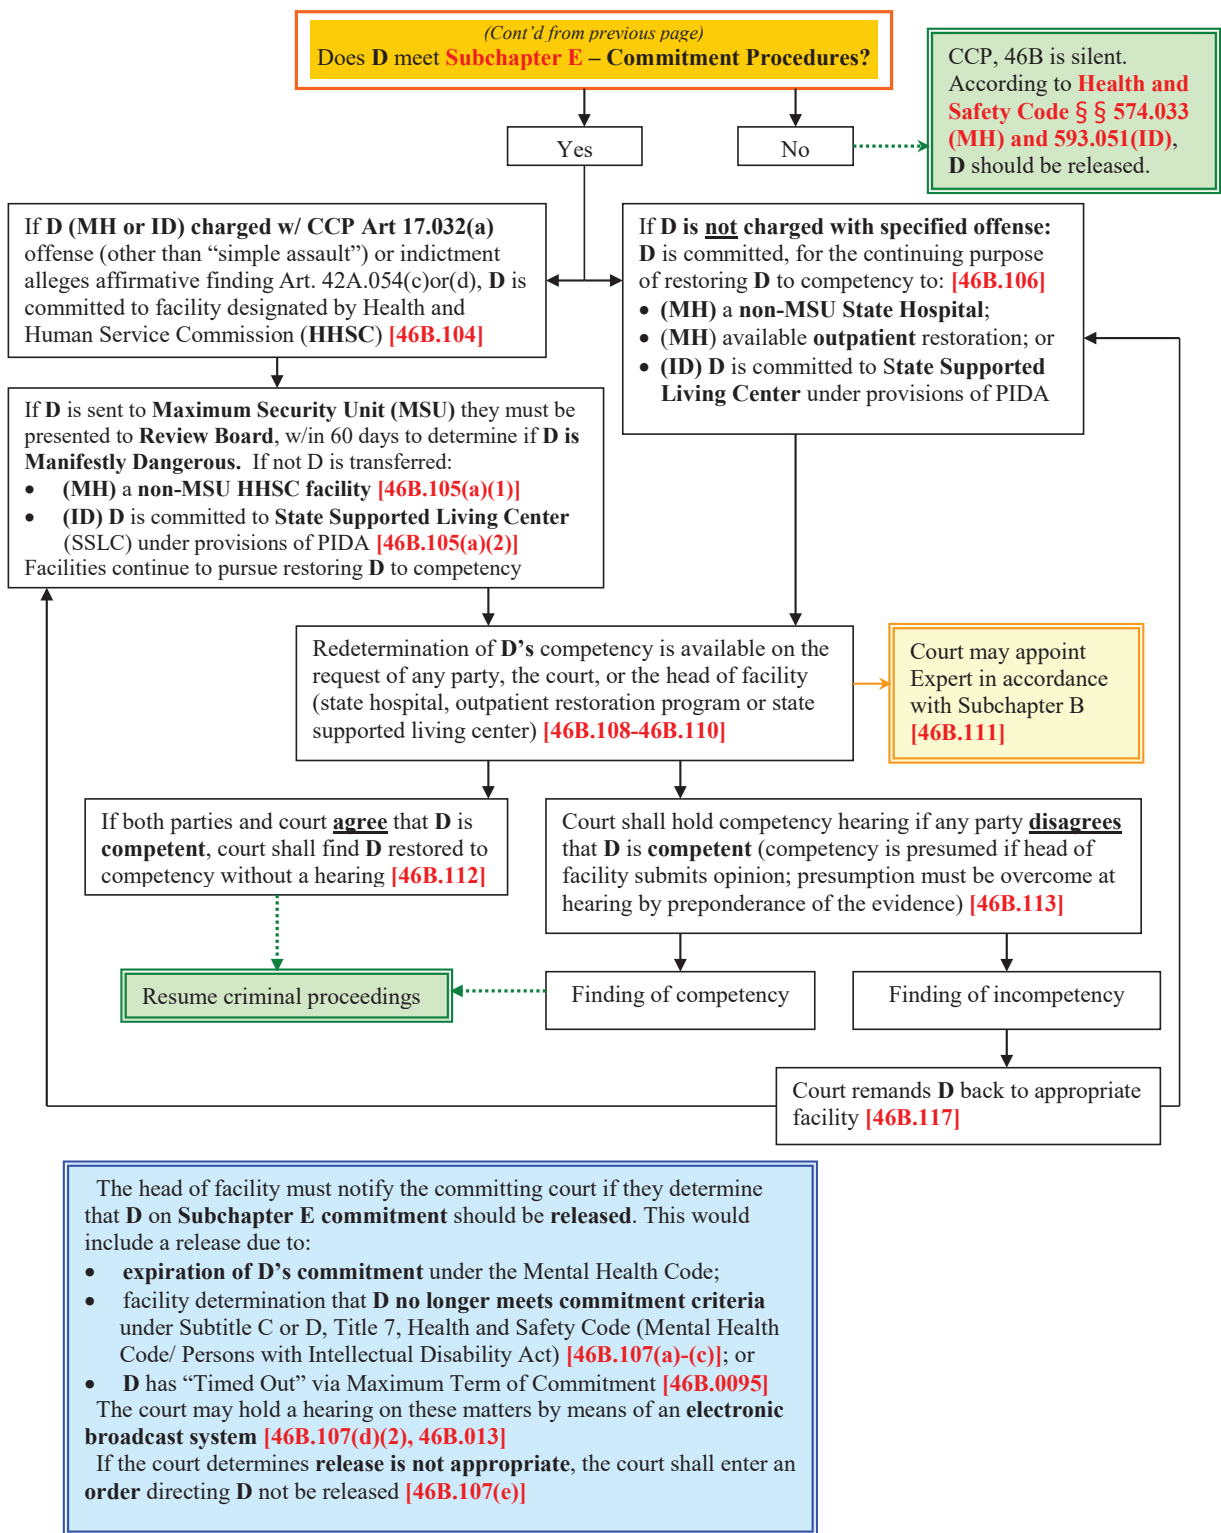 (Cont'd from previous page)
Does D meet Subchapter E – Commitment Procedures?
CCP, 46B is silent.
According to Health and
Safety Code § § 574.033
(MH) and 593.051(ID),
D should be released.
Yes
No
If D (MH or ID) charged w/ CCP Art 17.032(a)
offense (other than “simple assault”) or indictment
alleges affirmative finding Art. 42A.054(c)or(d), D is
committed to facility designated by Health and
Human Service Commission (HHSC) [46B.104]
If D is not charged with specified offense:
D is committed, for the continuing purpose
of restoring D to competency to: [46B.106]
• (MH) a non-MSU State Hospital;
• (MH) available outpatient restoration; or
• (ID) D is committed to State Supported
Living Center under provisions of PIDA
If D is sent to Maximum Security Unit (MSU) they must be
presented to Review Board, w/in 60 days to determine if D is
Manifestly Dangerous. If not D is transferred:
• (MH) a non-MSU HHSC facility [46B.105(a)(1)]
• (ID) D is committed to State Supported Living Center
(SSLC) under provisions of PIDA [46B.105(a)(2)]
Facilities continue to pursue restoring D to competency
Redetermination of D’s competency is available on the
request of any party, the court, or the head of facility
(state hospital, outpatient restoration program or state
supported living center) [46B.108-46B.110]
Court may appoint
Expert in accordance
with Subchapter B
[46B.111]
If both parties and court agree that D is
competent, court shall find D restored to
competency without a hearing [46B.112]
Court shall hold competency hearing if any party disagrees
that D is competent (competency is presumed if head of
facility submits opinion; presumption must be overcome at
hearing by preponderance of the evidence) [46B.113]
Resume criminal proceedings
Finding of competency
Finding of incompetency
Court remands D back to appropriate
facility [46B.117]
The head of facility must notify the committing court if they determine
that D on Subchapter E commitment should be released. This would
include a release due to:
• expiration of D’s commitment under the Mental Health Code;
• facility determination that D no longer meets commitment criteria
under Subtitle C or D, Title 7, Health and Safety Code (Mental Health
Code/ Persons with Intellectual Disability Act) [46B.107(a)-(c)]; or
• D has “Timed Out” via Maximum Term of Commitment [46B.0095]
The court may hold a hearing on these matters by means of an electronic
broadcast system [46B.107(d)(2), 46B.013]
If the court determines release is not appropriate, the court shall enter an
order directing D not be released [46B.107(e)]